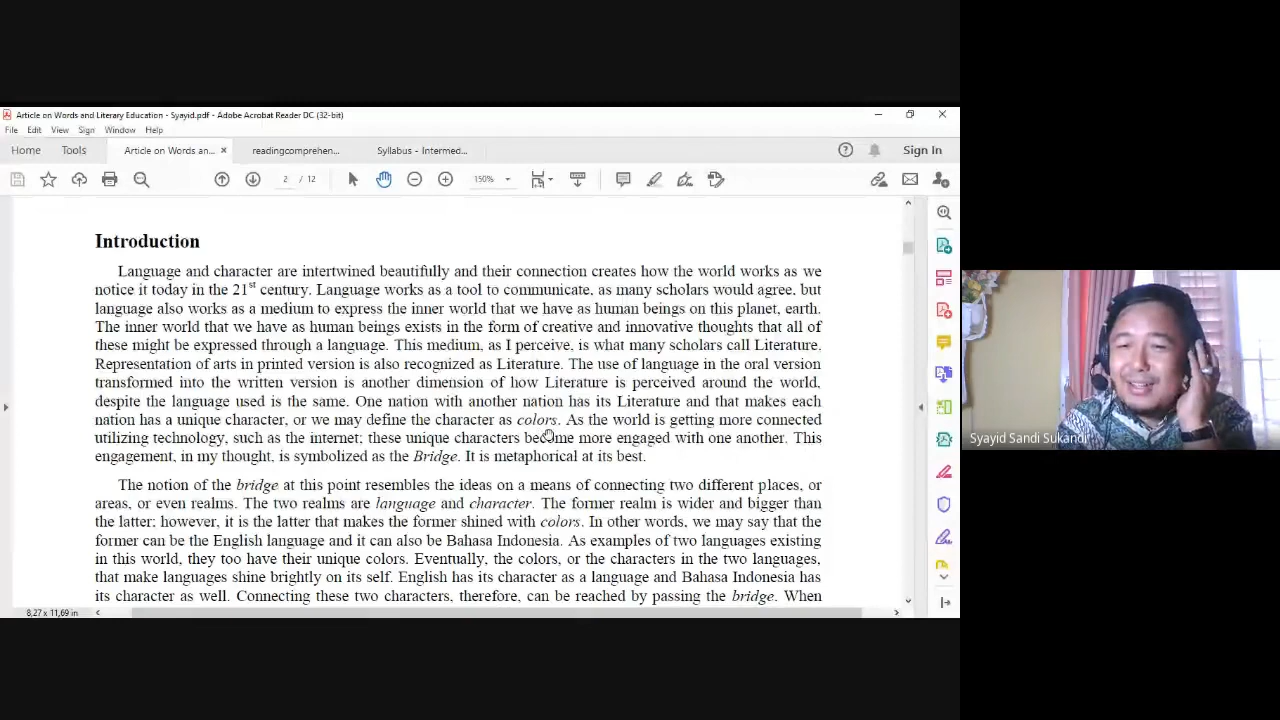 Article on Words and Literary Education - Syayid.pdf - Adobe Acrobat Reader DC (32-bit)
File Edit View Sign Window Help
Home Tools Article on Words an... × readingcomprehen... Syllabus - Intermed... Sign In
2 / 12 150%
Introduction
Language and character are intertwined beautifully and their connection creates how the world works as we
notice it today in the 21st century. Language works as a tool to communicate, as many scholars would agree, but
language also works as a medium to express the inner world that we have as human beings on this planet, earth.
The inner world that we have as human beings exists in the form of creative and innovative thoughts that all of
these might be expressed through a language. This medium, as I perceive, is what many scholars call Literature.
Representation of arts in printed version is also recognized as Literature. The use of language in the oral version
transformed into the written version is another dimension of how Literature is perceived around the world,
despite the language used is the same. One nation with another nation has its Literature and that makes each
nation has a unique character, or we may define the character as colors. As the world is getting more connected
utilizing technology, such as the internet; these unique characters become more engaged with one another. This
engagement, in my thought, is symbolized as the Bridge. It is metaphorical at its best.
The notion of the bridge at this point resembles the ideas on a means of connecting two different places, or
areas, or even realms. The two realms are language and character. The former realm is wider and bigger than
the latter; however, it is the latter that makes the former shined with colors. In other words, we may say that the
former can be the English language and it can also be Bahasa Indonesia. As examples of two languages existing
in this world, they too have their unique colors. Eventually, the colors, or the characters in the two languages,
that make languages shine brightly on its self. English has its character as a language and Bahasa Indonesia has
its character as well. Connecting these two characters, therefore, can be reached by passing the bridge. When
8,27 x 11,69 in
Syayid Sandi Sukandi